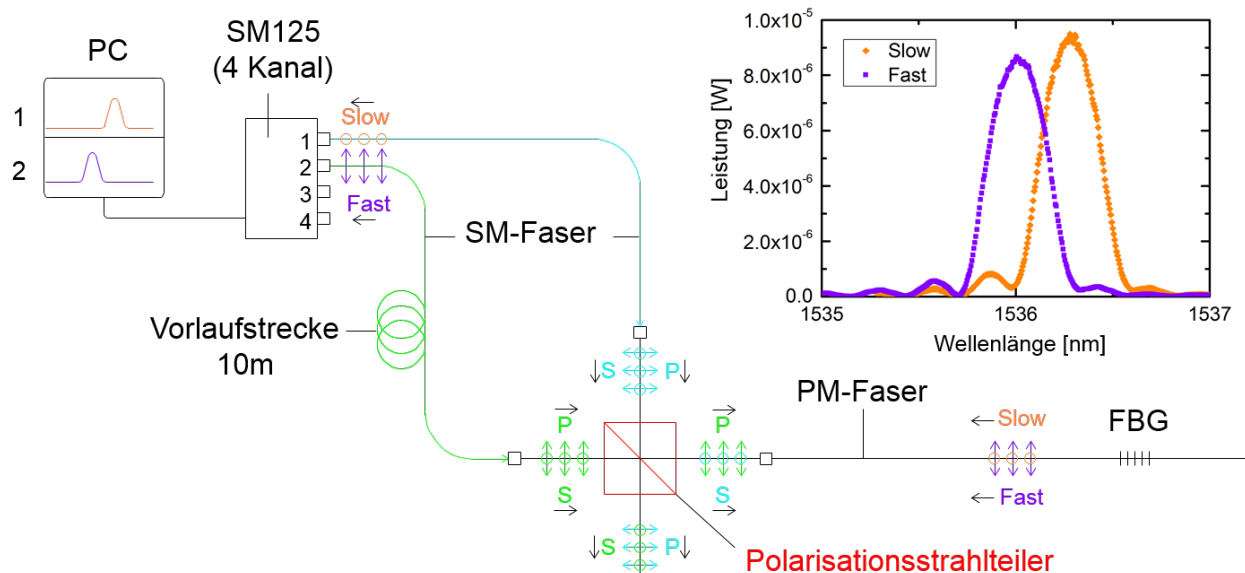 PC
SM125
(4 Kanal)
1
2
1
2
3
4
Slow
Fast
SM-Faser
Vorlaufstrecke
10m
S
P
P
S
P
S
S
P
Polarisationsstrahlteiler
PM-Faser
Slow
Fast
FBG
1.0x10⁻⁵
8.0x10⁻⁶
6.0x10⁻⁶
4.0x10⁻⁶
2.0x10⁻⁶
0.0
Leistung [W]
Slow
Fast
1535
1536
1537
Wellenlänge [nm]